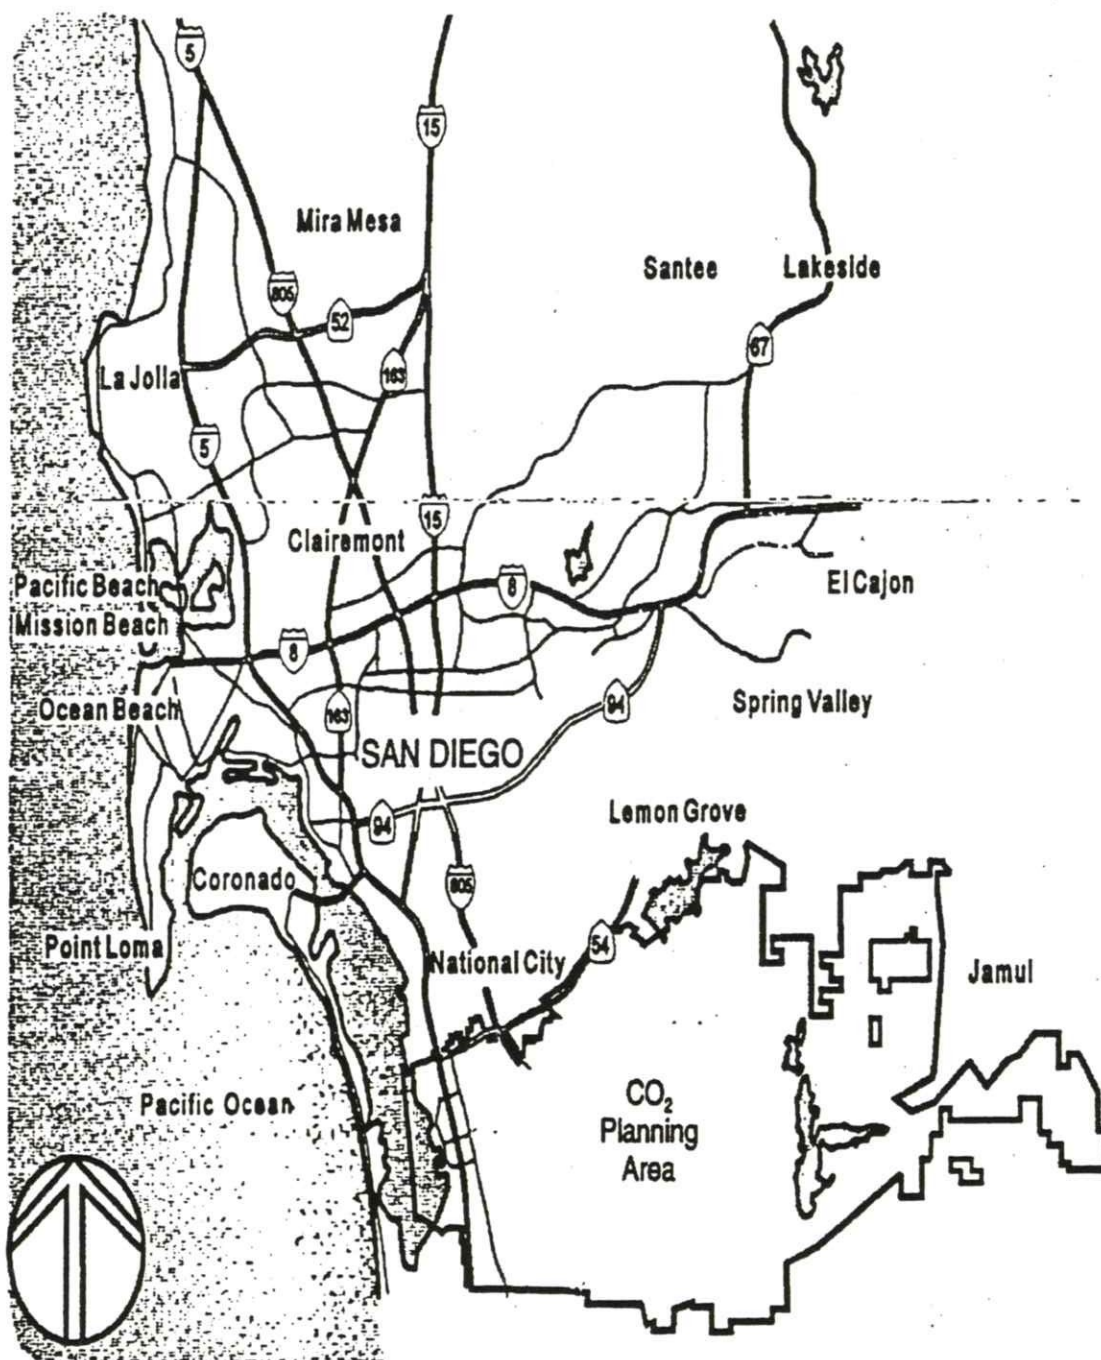 5
15
Mira Mesa
Santee
Lakeside
805
52
67
163
La Jolla
5
15
Clairemont
Pacific Beach
8
El Cajon
Mission Beach
8
Ocean Beach
163
94
Spring Valley
SAN DIEGO
94
Lemon Grove
Coronado
805
Point Loma
National City
54
Jamul
Pacific Ocean
CO₂
Planning
Area